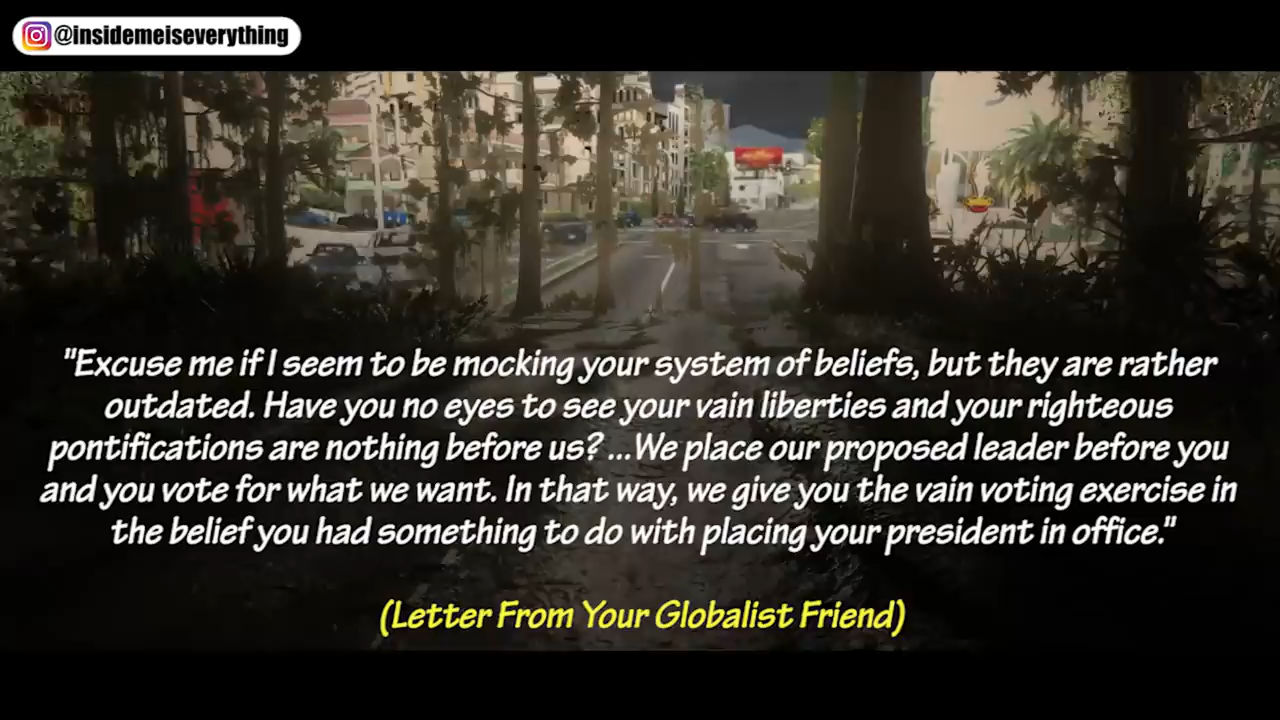 @insidemeiseverything
"Excuse me if I seem to be mocking your system of beliefs, but they are rather
outdated. Have you no eyes to see your vain liberties and your righteous
pontifications are nothing before us? ...We place our proposed leader before you
and you vote for what we want. In that way, we give you the vain voting exercise in
the belief you had something to do with placing your president in office."
(Letter From Your Globalist Friend)